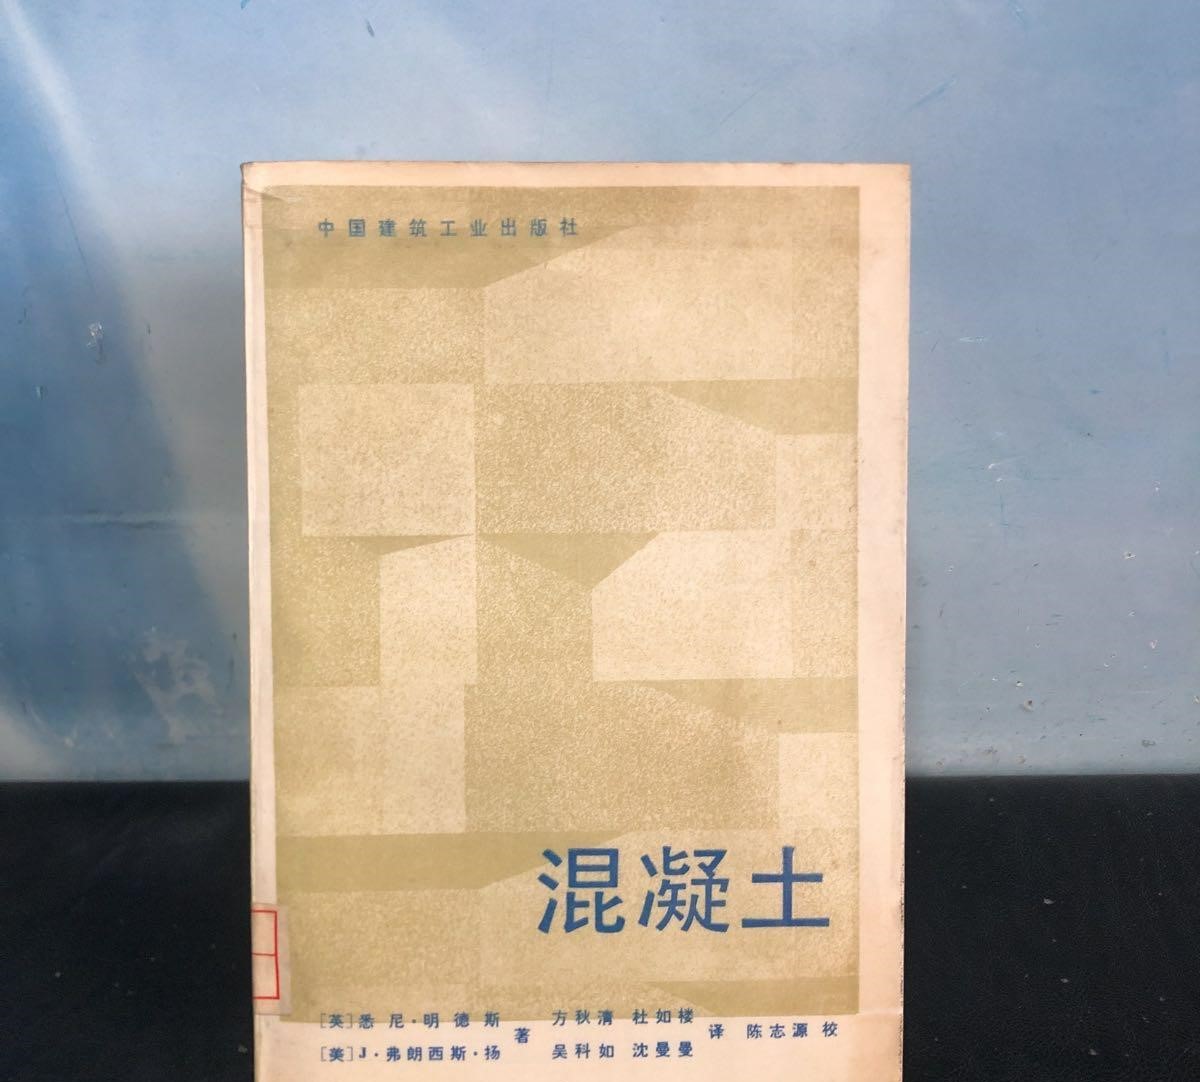 中国建筑工业出版社
混凝土
[英]悉尼·明德斯
[美]J·弗朗西斯·扬
著
方秋清 杜如楼
吴科如 沈曼曼
译 陈志源 校